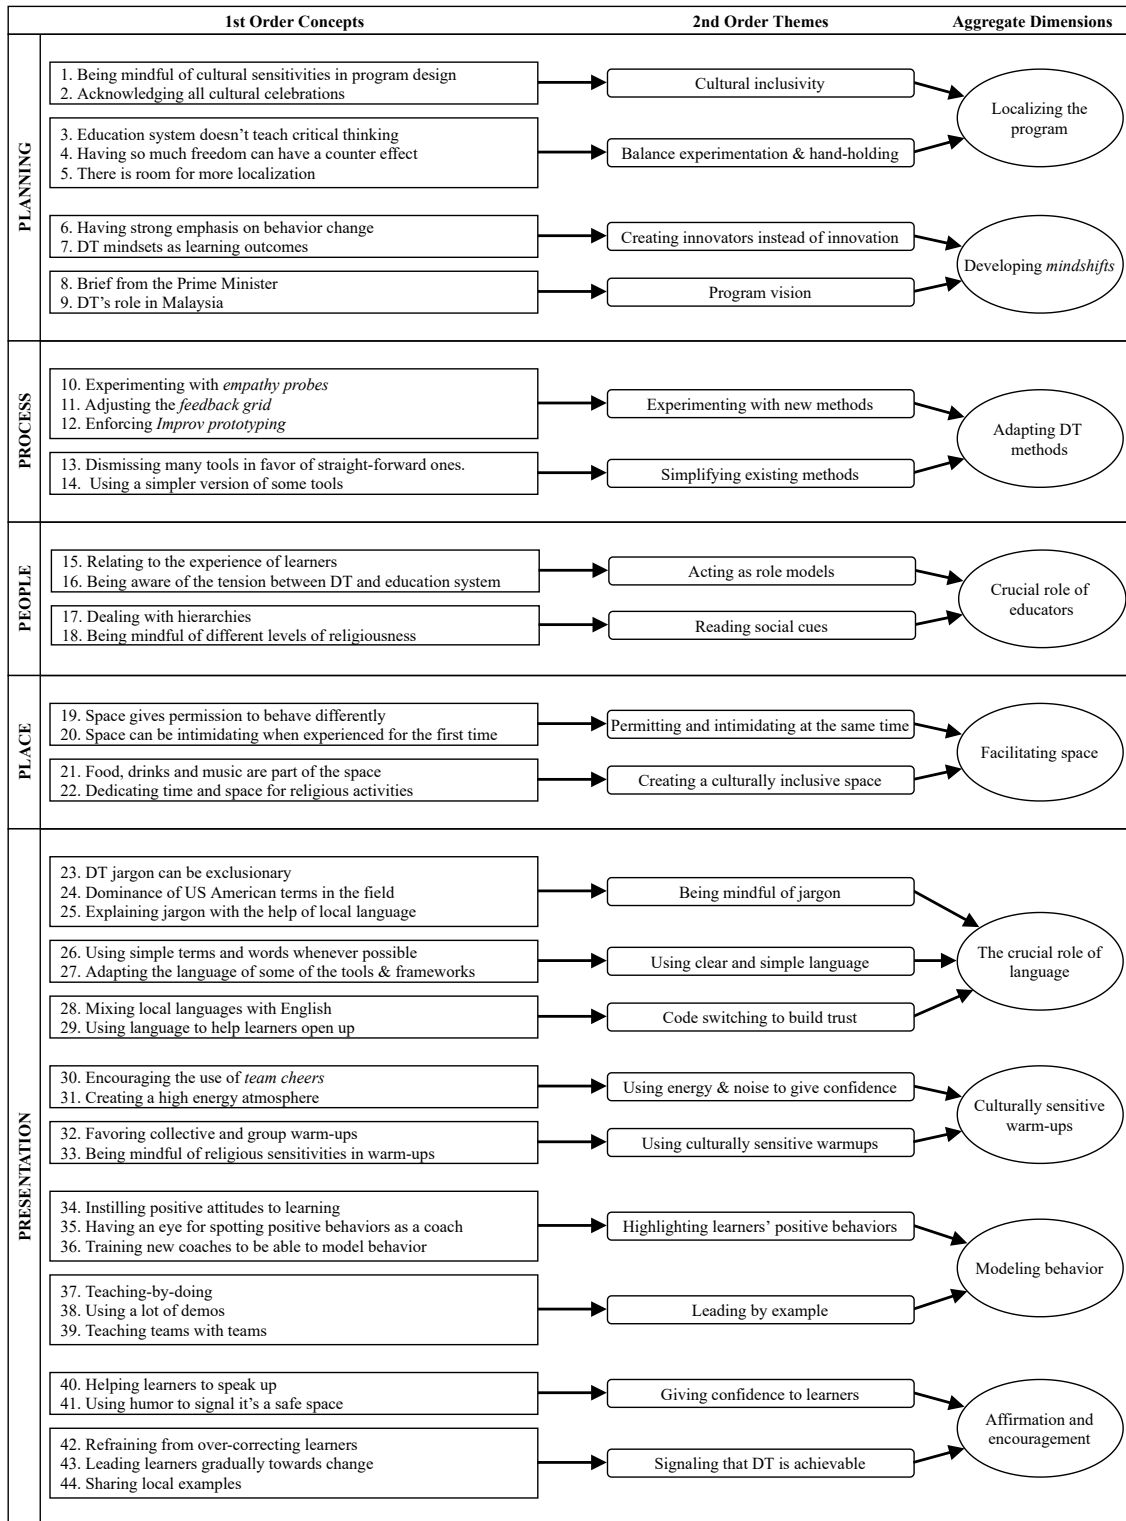 1st Order Concepts
2nd Order Themes
Aggregate Dimensions
PLANNING
1. Being mindful of cultural sensitivities in program design
2. Acknowledging all cultural celebrations
Cultural inclusivity
3. Education system doesn't teach critical thinking
4. Having so much freedom can have a counter effect
5. There is room for more localization
Balance experimentation & hand-holding
Localizing the
program
6. Having strong emphasis on behavior change
7. DT mindsets as learning outcomes
Creating innovators instead of innovation
8. Brief from the Prime Minister
9. DT's role in Malaysia
Program vision
Developing mindshifts
PROCESS
10. Experimenting with empathy probes
11. Adjusting the feedback grid
12. Enforcing Improv prototyping
Experimenting with new methods
13. Dismissing many tools in favor of straight-forward ones.
14. Using a simpler version of some tools
Simplifying existing methods
Adapting DT
methods
PEOPLE
15. Relating to the experience of learners
16. Being aware of the tension between DT and education system
Acting as role models
17. Dealing with hierarchies
18. Being mindful of different levels of religiousness
Reading social cues
Crucial role of
educators
PLACE
19. Space gives permission to behave differently
20. Space can be intimidating when experienced for the first time
Permitting and intimidating at the same time
21. Food, drinks and music are part of the space
22. Dedicating time and space for religious activities
Creating a culturally inclusive space
Facilitating space
PRESENTATION
23. DT jargon can be exclusionary
24. Dominance of US American terms in the field
25. Explaining jargon with the help of local language
Being mindful of jargon
26. Using simple terms and words whenever possible
27. Adapting the language of some of the tools & frameworks
Using clear and simple language
28. Mixing local languages with English
29. Using language to help learners open up
Code switching to build trust
The crucial role of
language
30. Encouraging the use of team cheers
31. Creating a high energy atmosphere
Using energy & noise to give confidence
32. Favoring collective and group warm-ups
33. Being mindful of religious sensitivities in warm-ups
Using culturally sensitive warmups
Culturally sensitive
warm-ups
34. Instilling positive attitudes to learning
35. Having an eye for spotting positive behaviors as a coach
36. Training new coaches to be able to model behavior
Highlighting learners' positive behaviors
37. Teaching-by-doing
38. Using a lot of demos
39. Teaching teams with teams
Leading by example
Modeling behavior
40. Helping learners to speak up
41. Using humor to signal it's a safe space
Giving confidence to learners
42. Refraining from over-correcting learners
43. Leading learners gradually towards change
44. Sharing local examples
Signaling that DT is achievable
Affirmation and
encouragement